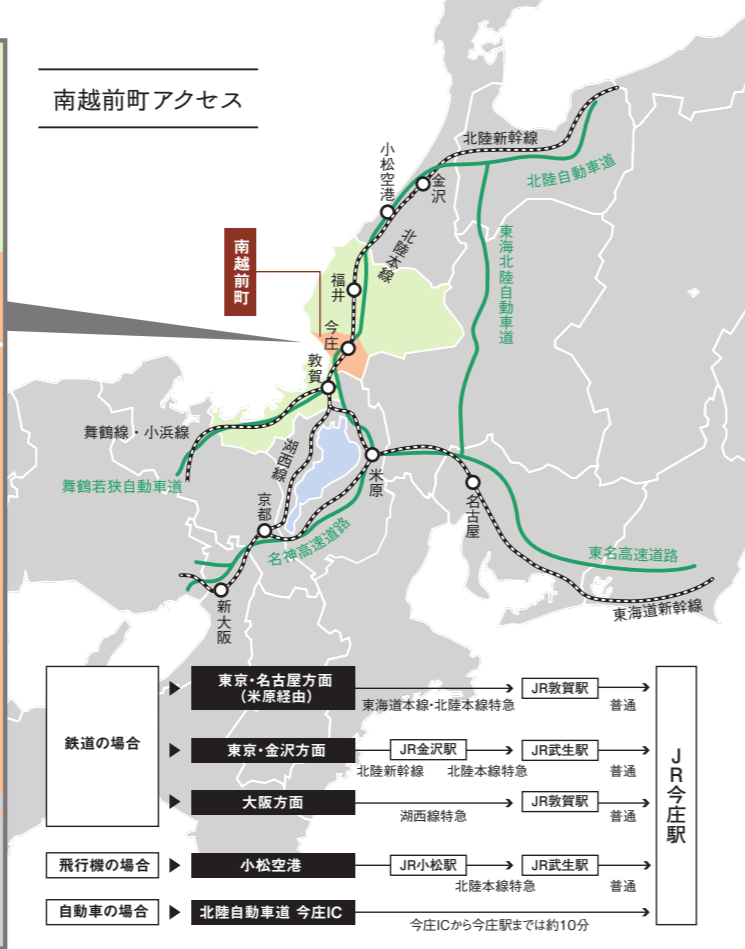 南越前町アクセス
北陸新幹線
北陸自動車道
小松空港
金沢
東海北陸自動車道
北陸本線
南越前町
福井
今庄
敦賀
舞鶴線・小浜線
湖西線
舞鶴若狭自動車道
米原
京都
名古屋
名神高速道路
東名高速道路
新大阪
東海道新幹線
鉄道の場合
東京・名古屋方面
(米原経由)
東海道本線・北陸本線特急
JR敦賀駅
普通
東京・金沢方面
北陸新幹線
JR金沢駅
北陸本線特急
JR武生駅
普通
大阪方面
湖西線特急
JR敦賀駅
普通
飛行機の場合
小松空港
JR小松駅
北陸本線特急
JR武生駅
普通
自動車の場合
北陸自動車道 今庄IC
今庄ICから今庄駅までは約10分
JR今庄駅